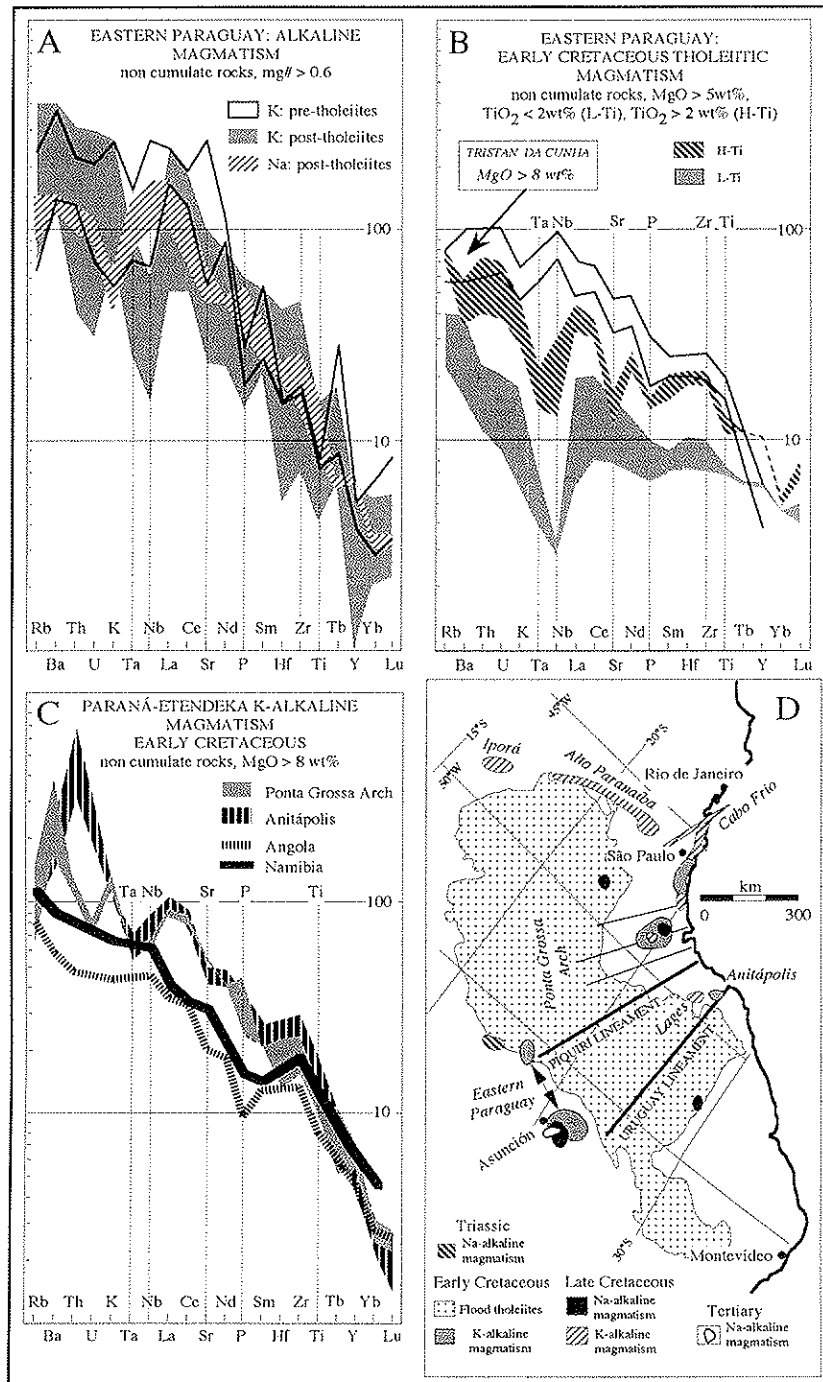 A
EASTERN PARAGUAY: ALKALINE
MAGMATISM
non cumulate rocks, mg# > 0.6
K: pre-tholeiites
K: post-tholeiites
Na: post-tholeiites
100
10
Rb Th K Nb Ce Nd Sm Zr Tb Yb
Ba U Ta La Sr P Hf Ti Y Lu
B
EASTERN PARAGUAY:
EARLY CRETACEOUS THOLEIITIC
MAGMATISM
non cumulate rocks, MgO > 5wt%,
TiO2 < 2wt% (L-Ti), TiO2 > 2 wt% (H-Ti)
TRISTAN DA CUNHA
MgO > 8 wt%
H-Ti
L-Ti
Ta Nb Sr P Zr Ti
100
10
Rb Th K Nb Ce Nd Sm Zr Tb Yb
Ba U Ta La Sr P Hf Ti Y Lu
C
PARANÁ-ETENDEKA K-ALKALINE
MAGMATISM
EARLY CRETACEOUS
non cumulate rocks, MgO > 8 wt%
Ponta Grossa Arch
Anitápolis
Angola
Namibia
Ta Nb Sr P Ti
100
10
Rb Th K Nb Ce Nd Sm Zr Tb Yb
Ba U Ta La Sr P Hf Ti Y Lu
D
15°S
45°W
20°S
50°W
Iporá
Alto Paranaíba
Rio de Janeiro
Cabo Frio
São Paulo
km
0 300
Ponta Grossa
Arch
Anitápolis
Lages
PIQUIRI LINEAMENT
URUGUAY LINEAMENT
Eastern
Paraguay
Asunción
30°S
Montevideo
Triassic
Na-alkaline
magmatism
Early Cretaceous
Flood tholeiites
K-alkaline
magmatism
Late Cretaceous
Na-alkaline
magmatism
K-alkaline
magmatism
Tertiary
Na-alkaline
magmatism